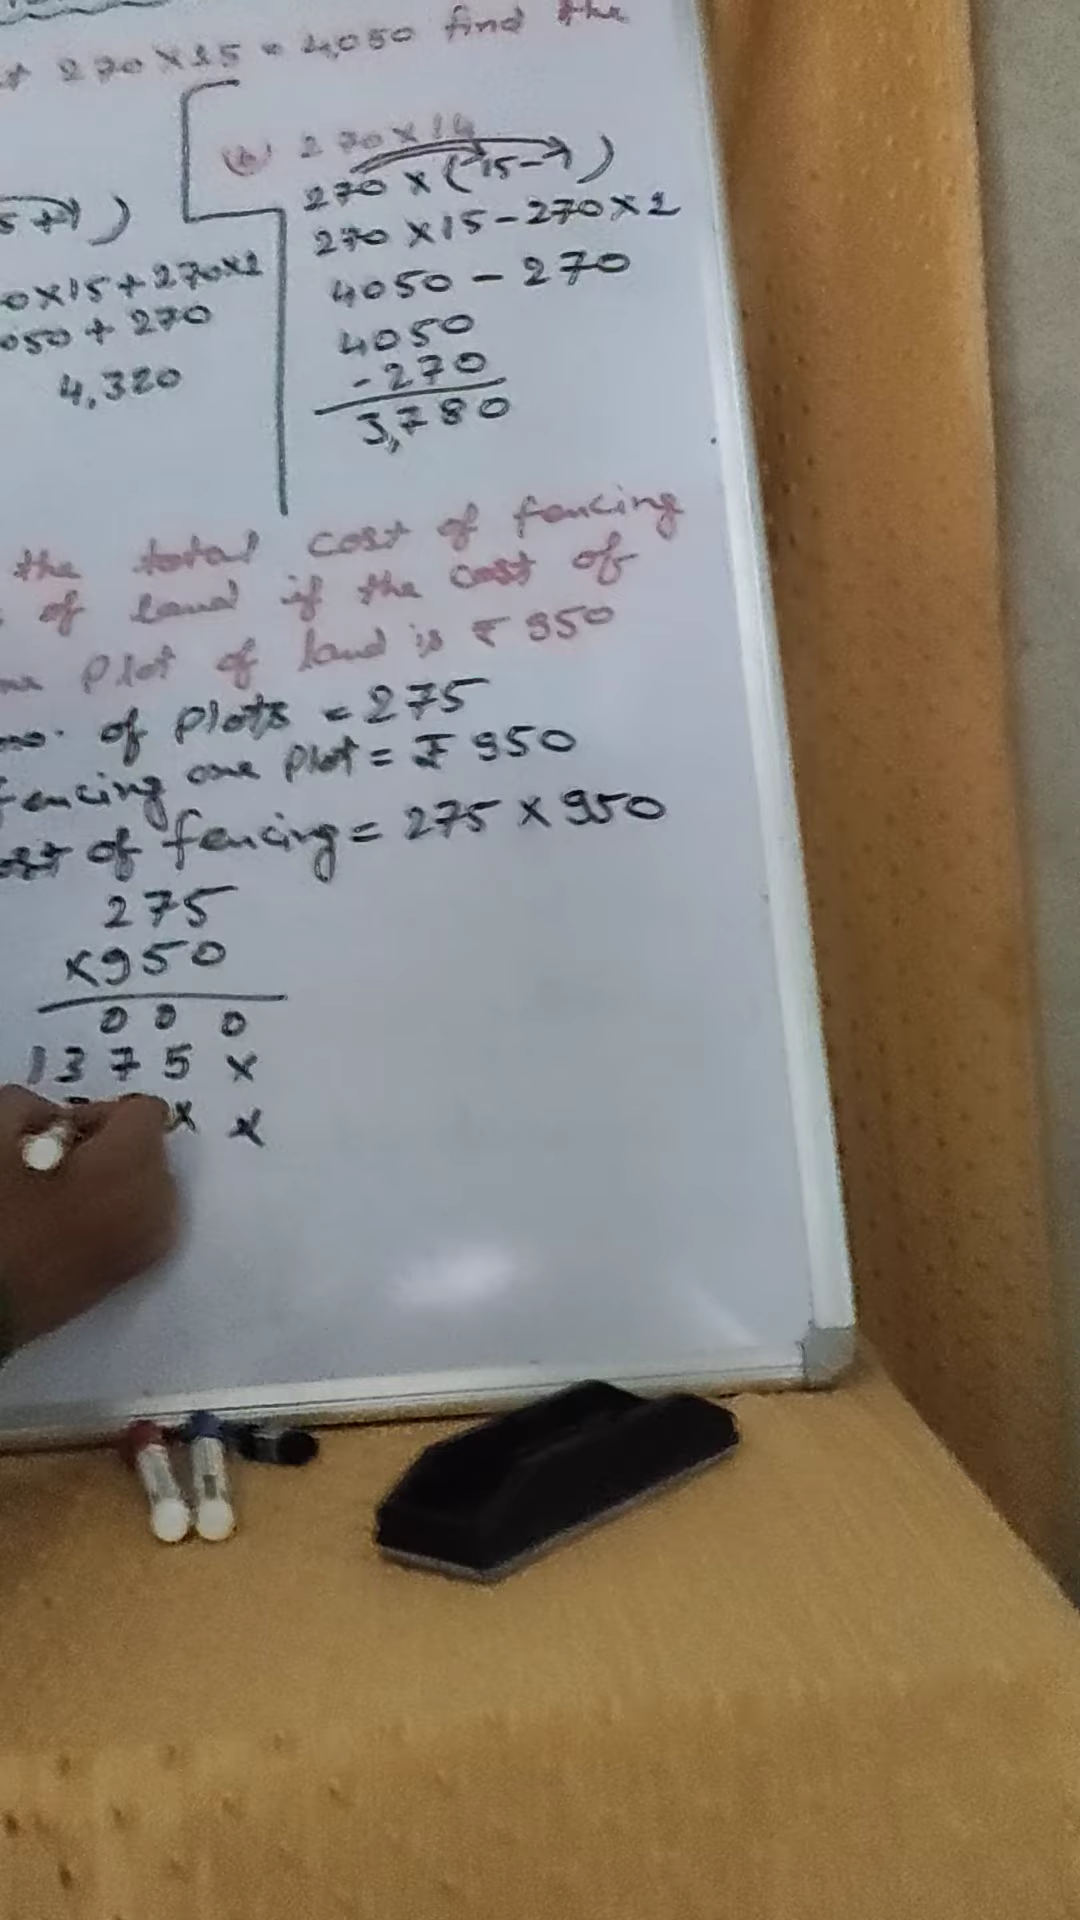 270 × 15 = 4,050 find the
(b) 270 × 14
270 × (15-1)
270 × 15 - 270 × 1
4050 - 270
4050
-270
3,780
5+1)
0×15+270×1
050 + 270
4,320
the total cost of fencing
of land if the cost of
Plot of land is ₹ 950
no. of Plots = 275
fencing one Plot = ₹ 950
ost of fencing = 275 × 950
275
×950
0 0 0
1375 ×
× ×